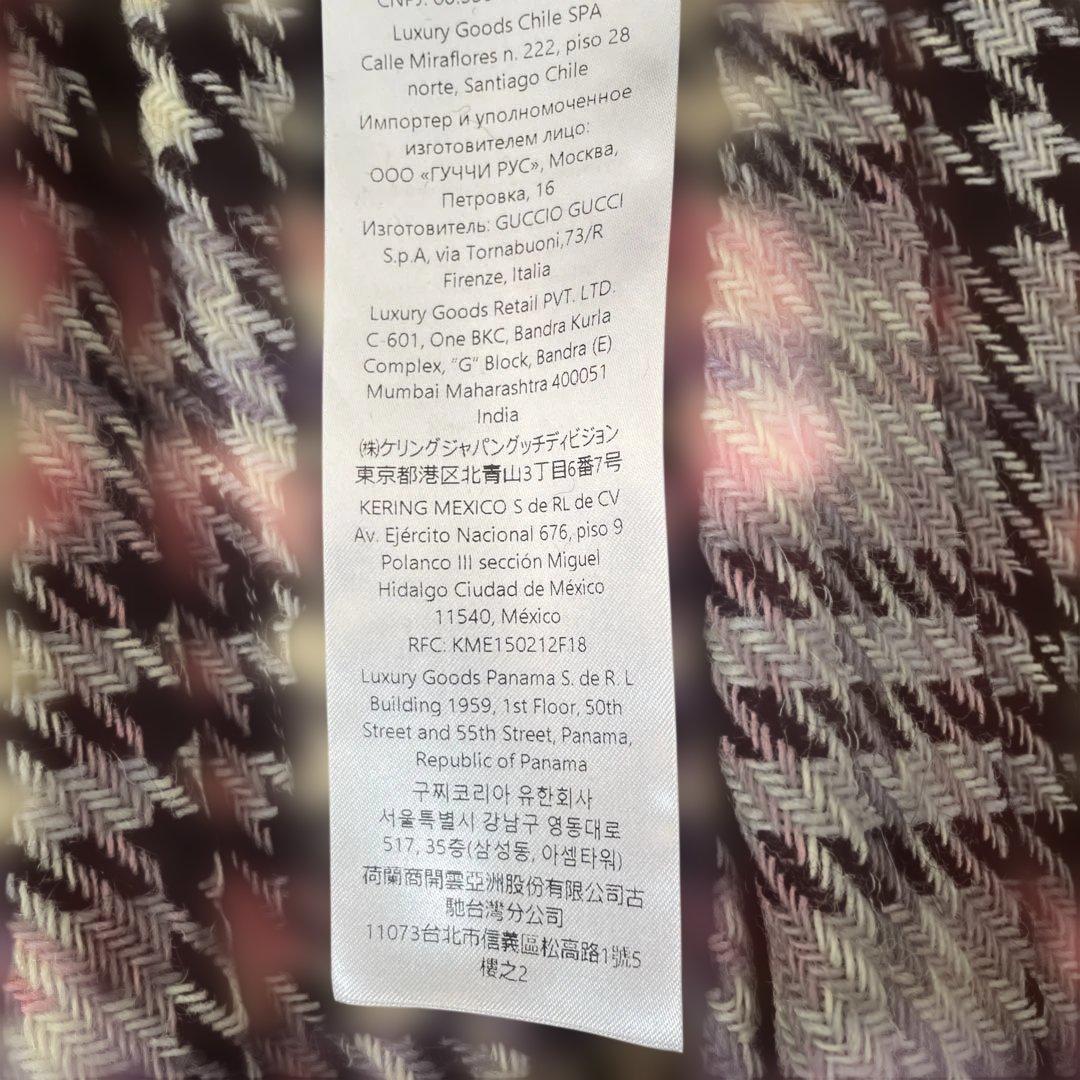 Luxury Goods Chile SPA
Calle Miraflores n. 222, piso 28
norte, Santiago Chile
Импортер и уполномоченное
изготовителем лицо:
ООО «ГУЧЧИ РУС», Москва,
Петровка, 16
Изготовитель: GUCCIO GUCCI
S.p.A, via Tornabuoni,73/R
Firenze, Italia
Luxury Goods Retail PVT. LTD.
C-601, One BKC, Bandra Kurla
Complex, "G" Block, Bandra (E)
Mumbai Maharashtra 400051
India
㈱ケリングジャパングッチディビジョン
東京都港区北青山3丁目6番7号
KERING MEXICO S de RL de CV
Av. Ejército Nacional 676, piso 9
Polanco III sección Miguel
Hidalgo Ciudad de México
11540, México
RFC: KME150212F18
Luxury Goods Panama S. de R. L
Building 1959, 1st Floor, 50th
Street and 55th Street, Panama,
Republic of Panama
구찌코리아 유한회사
서울특별시 강남구 영동대로
517, 35층(삼성동, 아셈타워)
荷蘭商開雲亞洲股份有限公司古
馳台灣分公司
11073台北市信義區松高路1號5
樓之2